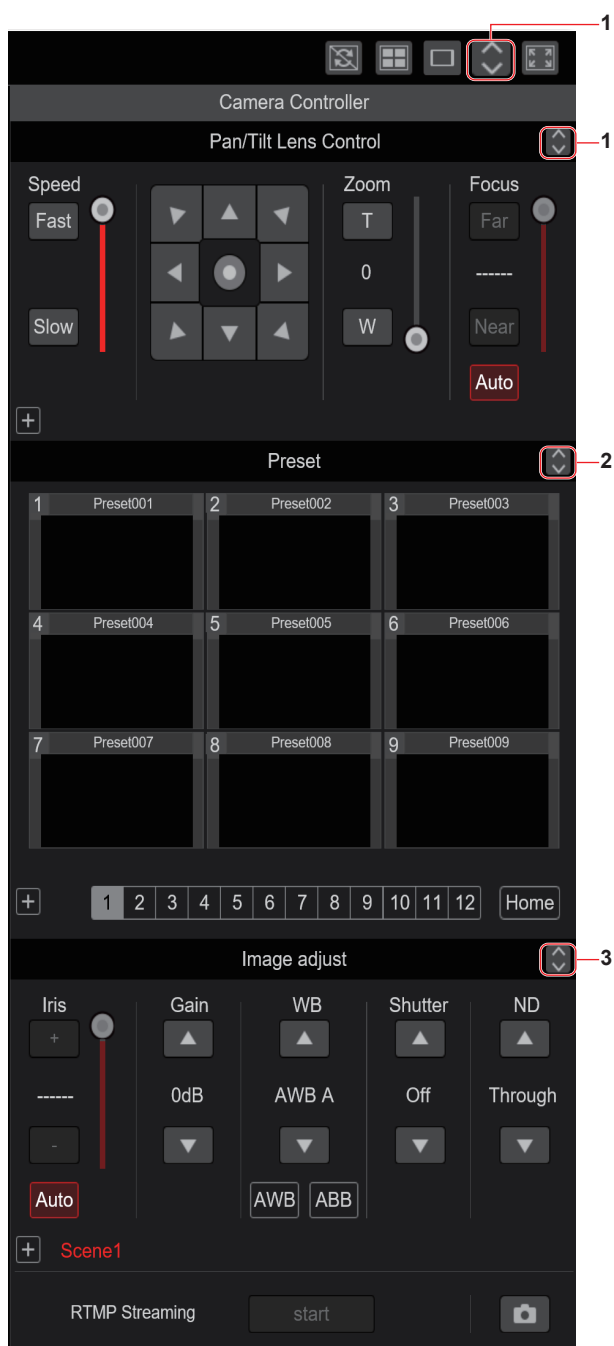 1
Camera Controller
Pan/Tilt Lens Control 1
Speed Zoom Focus
Fast T Far
0 ------
Slow W Near
Auto
+
Preset 2
1 Preset001 2 Preset002 3 Preset003
4 Preset004 5 Preset005 6 Preset006
7 Preset007 8 Preset008 9 Preset009
+ 1 2 3 4 5 6 7 8 9 10 11 12 Home
Image adjust 3
Iris Gain WB Shutter ND
+
------ 0dB AWB A Off Through
-
Auto AWB ABB
+ Scene1
RTMP Streaming start